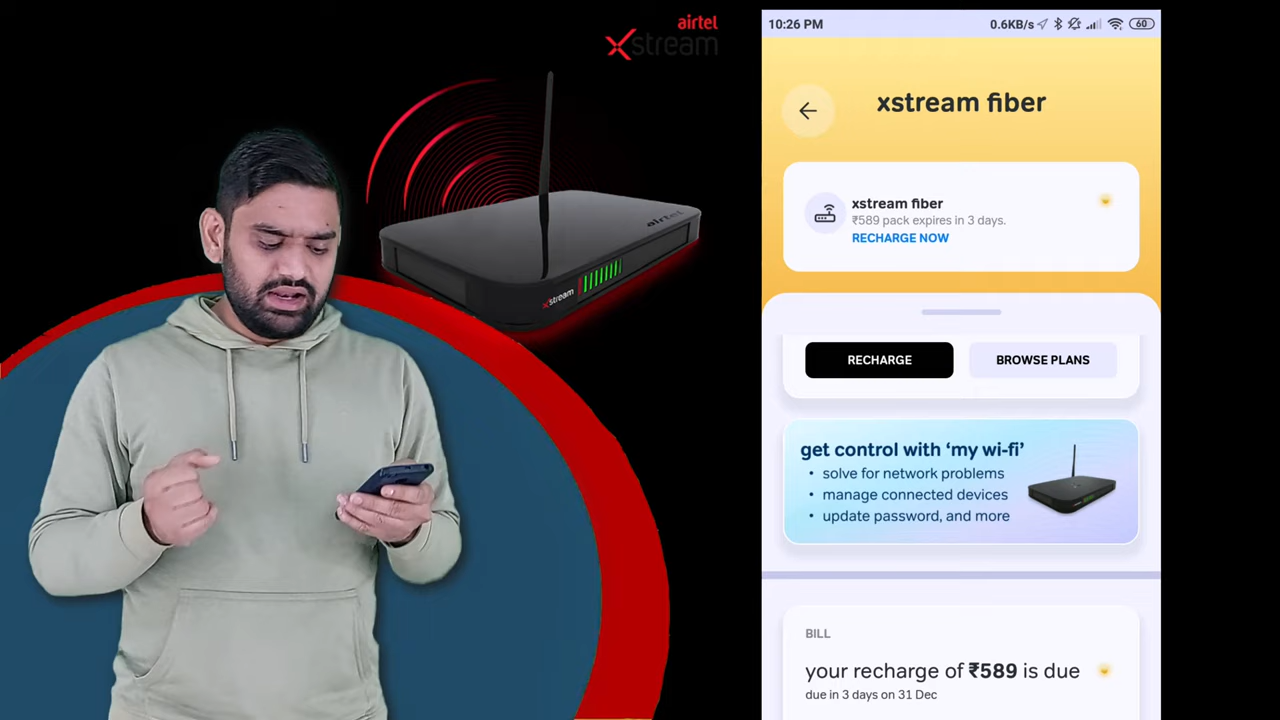 airtel
Xstream
airtel
xstream
10:26 PM
0.6KB/s
60
xstream fiber
xstream fiber
₹589 pack expires in 3 days.
RECHARGE NOW
RECHARGE
BROWSE PLANS
get control with ‘my wi-fi’
• solve for network problems
• manage connected devices
• update password, and more
BILL
your recharge of ₹589 is due
due in 3 days on 31 Dec